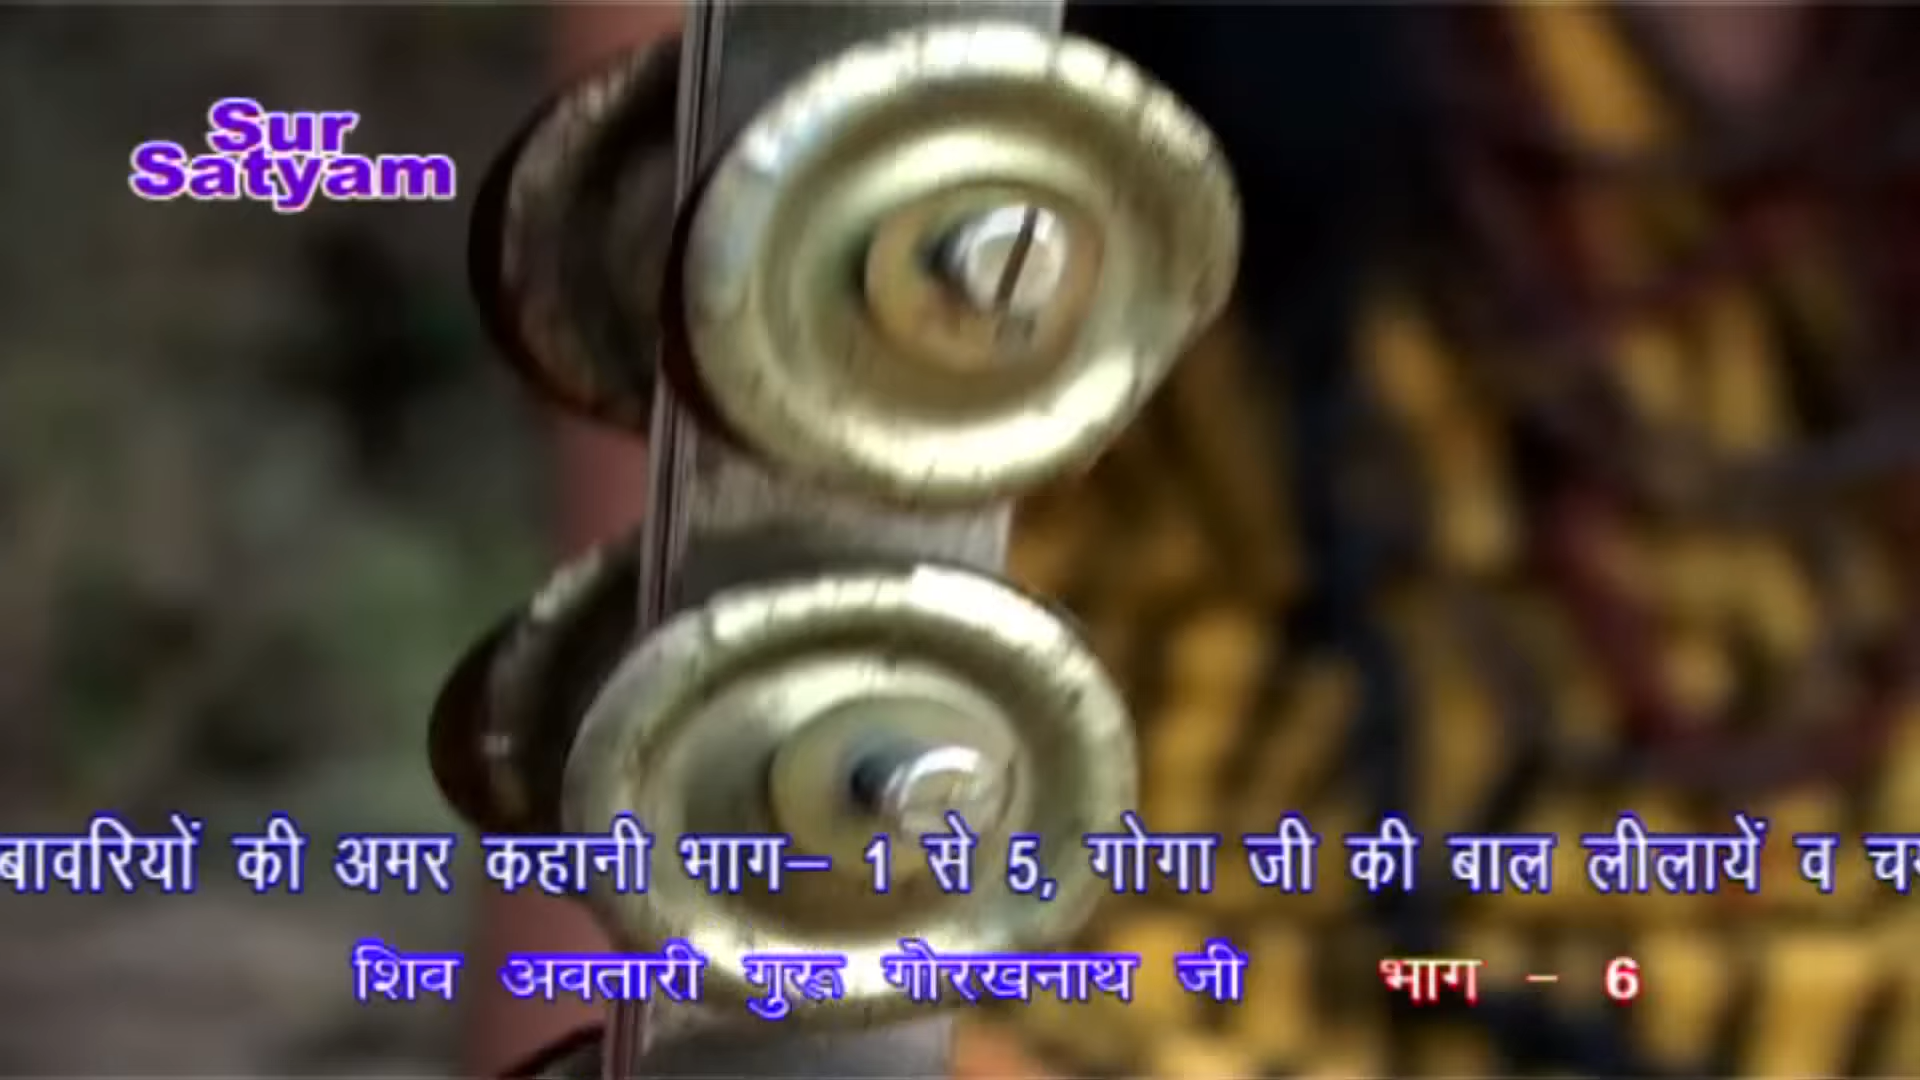 Sur
Satyam
बावरियों की अमर कहानी भाग– 1 से 5, गोगा जी की बाल लीलायें व
शिव अवतारी गुरू गोरखनाथ जी भाग – 6